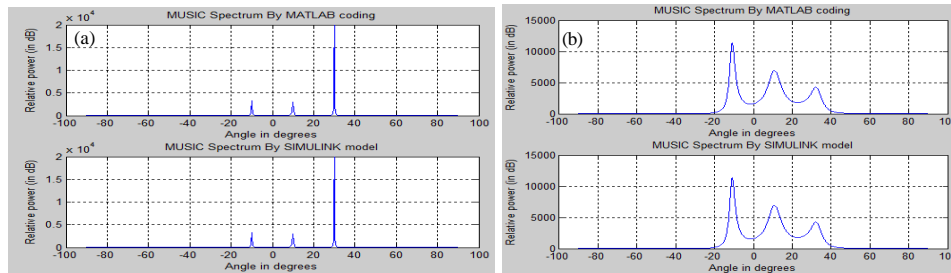 MUSIC Spectrum By MATLAB coding
(a)
Relative power (in dB)
2 x 10^4
1.5
1
0.5
0
-100 -80 -60 -40 -20 0 20 40 60 80 100
Angle in degrees
MUSIC Spectrum By SIMULINK model
Relative power (in dB)
2 x 10^4
1.5
1
0.5
0
-100 -80 -60 -40 -20 0 20 40 60 80 100
Angle in degrees
MUSIC Spectrum By MATLAB coding
(b)
Relative power (in dB)
15000
10000
5000
0
-100 -80 -60 -40 -20 0 20 40 60 80 100
Angle in degrees
MUSIC Spectrum By SIMULINK model
Relative power (in dB)
15000
10000
5000
0
-100 -80 -60 -40 -20 0 20 40 60 80
Angle in degrees